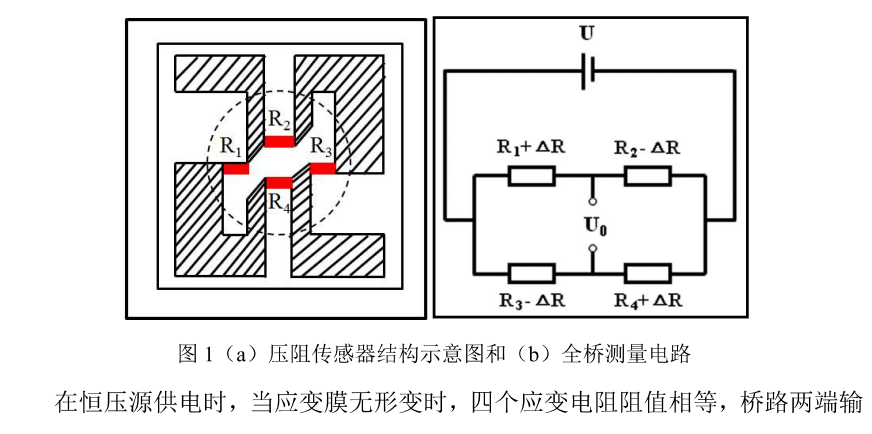 R1
R2
R3
R4
U
R1+ΔR
R2-ΔR
U0
R3-ΔR
R4+ΔR
图 1（a）压阻传感器结构示意图和（b）全桥测量电路
在恒压源供电时，当应变膜无形变时，四个应变电阻阻值相等，桥路两端输